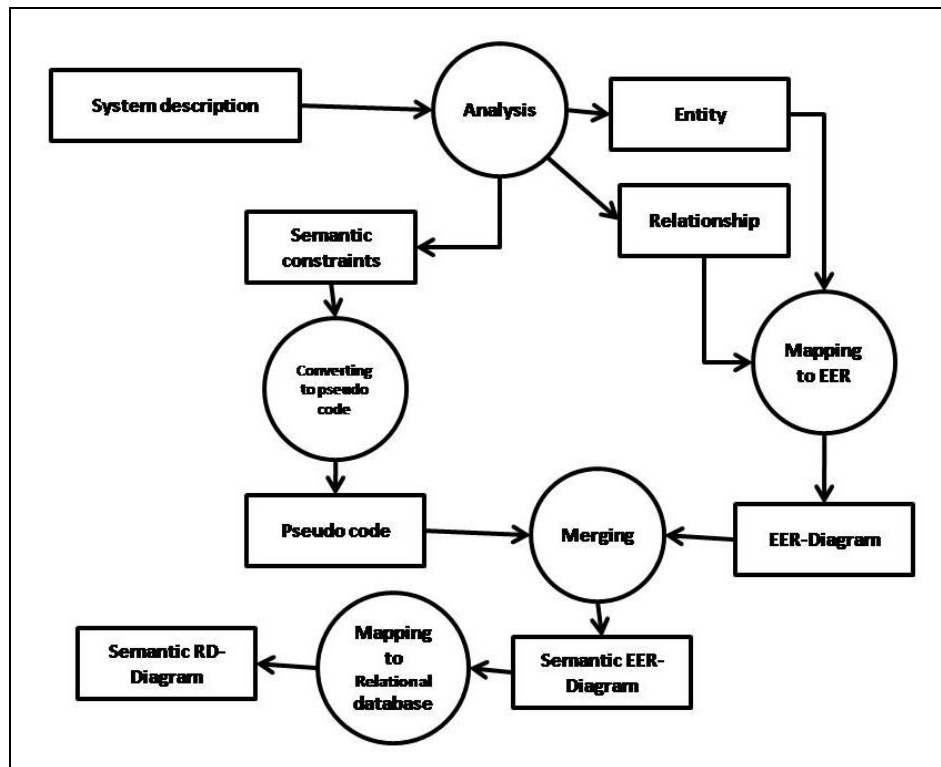 System description
Analysis
Entity
Relationship
Semantic
constraints
Mapping
to EER
Converting
to pseudo
code
Pseudo code
Merging
EER-Diagram
Semantic RD-
Diagram
Mapping
to
Relational
database
Semantic EER-
Diagram